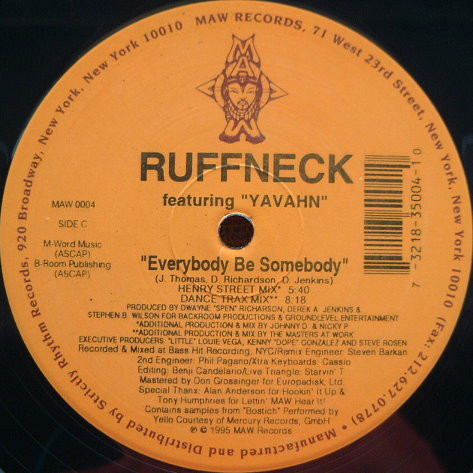 MAW RECORDS, 71 West 23rd Street, New York, New York 10010
• Manufactured and Distributed by Strictly Rhythm Records, 920 Broadway, New York, New York 10010 (Fax: 212.627.0778) •
MAW
RUFFNECK
featuring "YAVAHN"
MAW 0004
SIDE C
M-Word Music
(ASCAP)
B-Room Publishing
(ASCAP)
7 -73218-35004-1 0
"Everybody Be Somebody"
(J. Thomas, D. Richardson, D. Jenkins)
HENRY STREET MIX* 5:40
DANCE TRAX MIX** 8:18
PRODUCED BY DWAYNE "SPEN" RICHARDSON, DEREK A. JENKINS &
STEPHEN B. WILSON FOR BACKROOM PRODUCTIONS & GROUNDLEVEL ENTERTAINMENT
*ADDITIONAL PRODUCTION & MIX BY JOHNNY D & NICKY P
**ADDITIONAL PRODUCTION & MIX BY THE MASTERS AT WORK
EXECUTIVE PRODUCERS "LITTLE" LOUIE VEGA, KENNY "DOPE" GONZALEZ AND STEVE ROSEN
Recorded & Mixed at Bass Hit Recording, NYC/Remix Engineer: Steven Barkan
2nd Engineer: Phil Pagano/Xtra Keyboards: Cassio
Editing: Benji Candelario/Live Triangle: Starvin' T
Mastered by Don Grossinger for Europadisk, Ltd.
Special Thanx: Alan Anderson for Hookin' It Up &
Tony Humphries for Lettin' MAW Hear It!
Contains samples from "Bostich" Performed by
Yello Courtesy of Mercury Records, GmbH
℗ © 1995 MAW Records